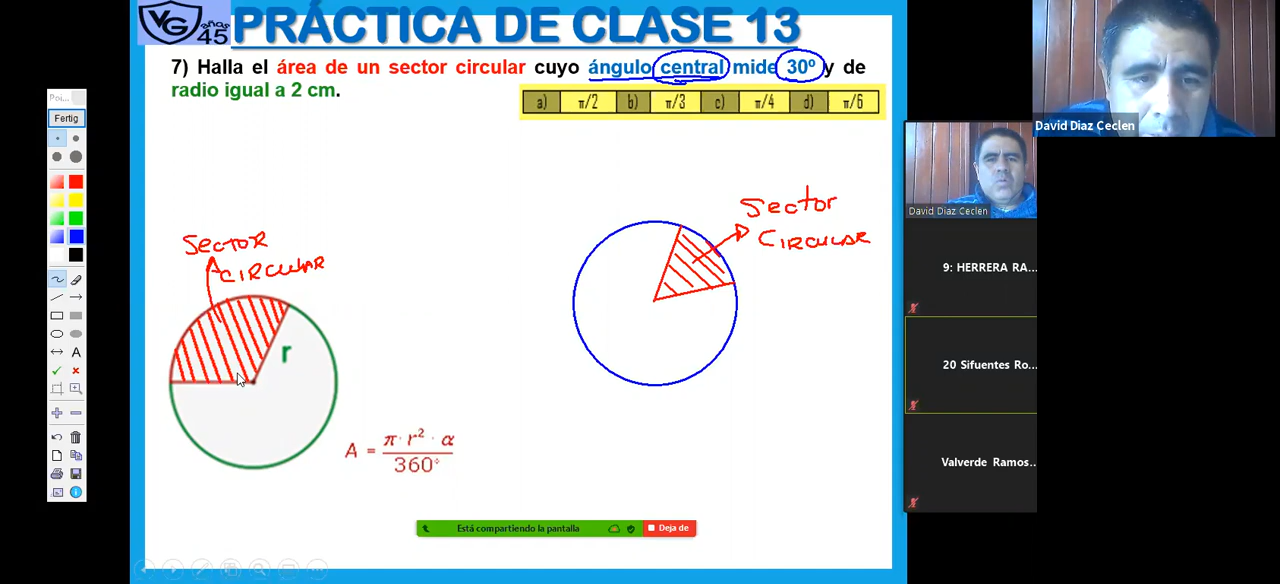 VG
años
45
PRÁCTICA DE CLASE 13
7) Halla el área de un sector circular cuyo ángulo central mide 30º y de
radio igual a 2 cm.
a) π/2 b) π/3 c) π/4 d) π/6
Poi...
Fertig
A
SECTOR
CIRCULAR
r
A = π · r² · α
360°
Sector
CIRCULAR
Está compartiendo la pantalla
Deja de
David Diaz Ceclen
David Diaz Ceclen
9: HERRERA RA...
20 Sifuentes Ro...
Valverde Ramos...